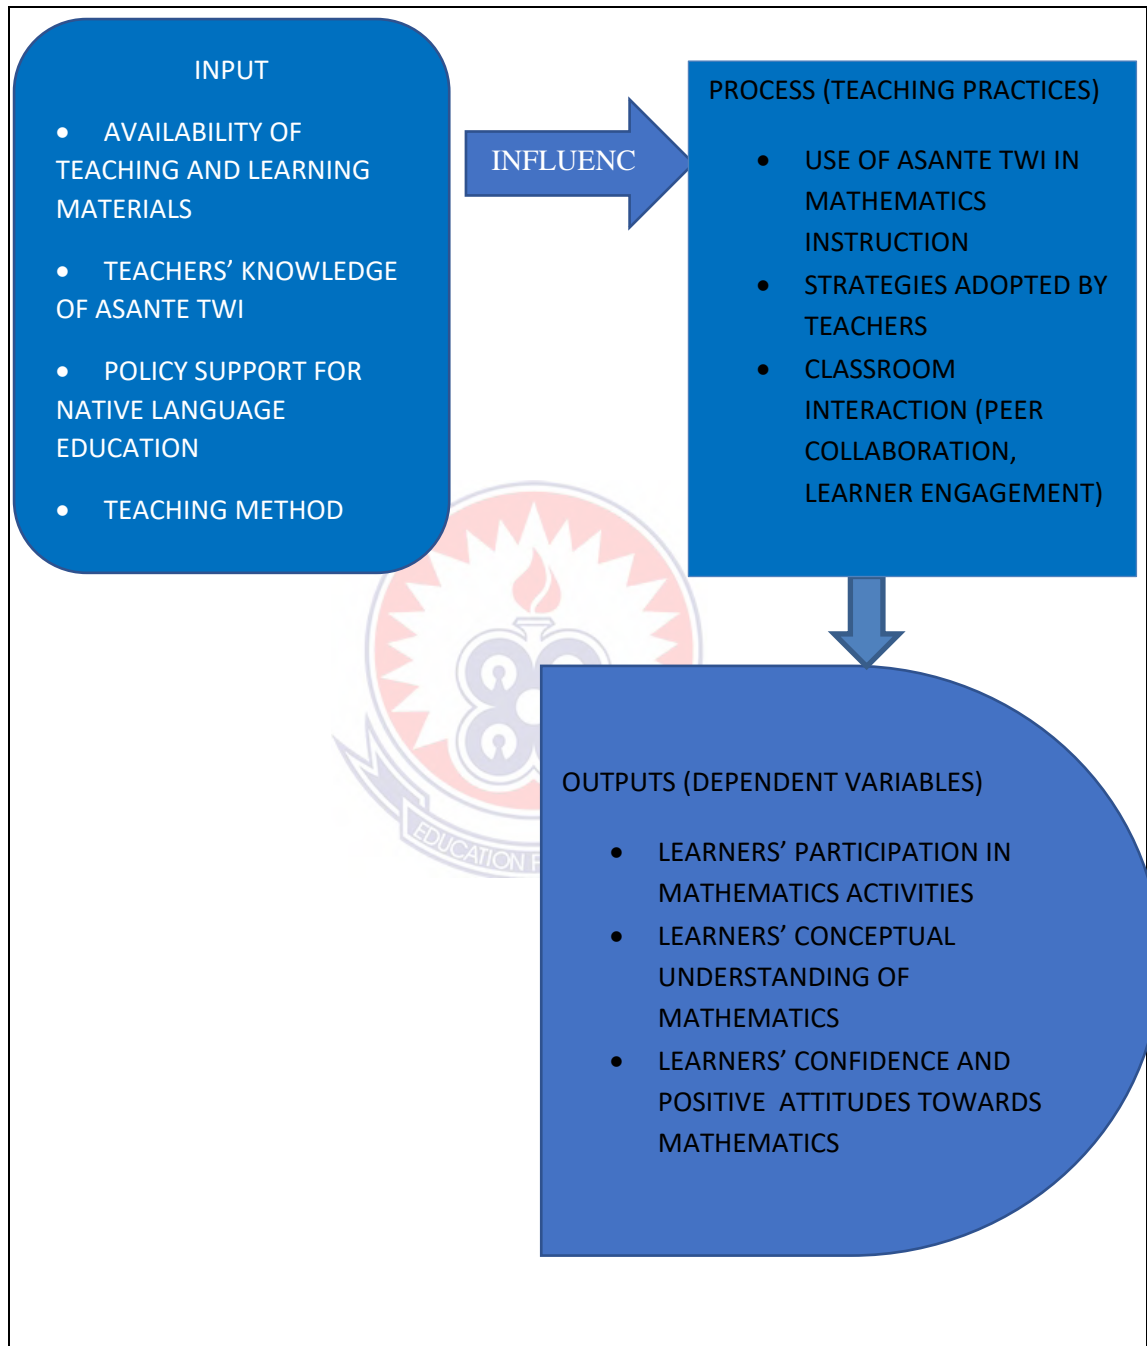 INPUT
• AVAILABILITY OF
TEACHING AND LEARNING
MATERIALS
• TEACHERS’ KNOWLEDGE
OF ASANTE TWI
• POLICY SUPPORT FOR
NATIVE LANGUAGE
EDUCATION
• TEACHING METHOD
INFLUENC
PROCESS (TEACHING PRACTICES)
• USE OF ASANTE TWI IN
MATHEMATICS
INSTRUCTION
• STRATEGIES ADOPTED BY
TEACHERS
• CLASSROOM
INTERACTION (PEER
COLLABORATION,
LEARNER ENGAGEMENT)
OUTPUTS (DEPENDENT VARIABLES)
• LEARNERS’ PARTICIPATION IN
MATHEMATICS ACTIVITIES
• LEARNERS’ CONCEPTUAL
UNDERSTANDING OF
MATHEMATICS
• LEARNERS’ CONFIDENCE AND
POSITIVE  ATTITUDES TOWARDS
MATHEMATICS
EDUCATION